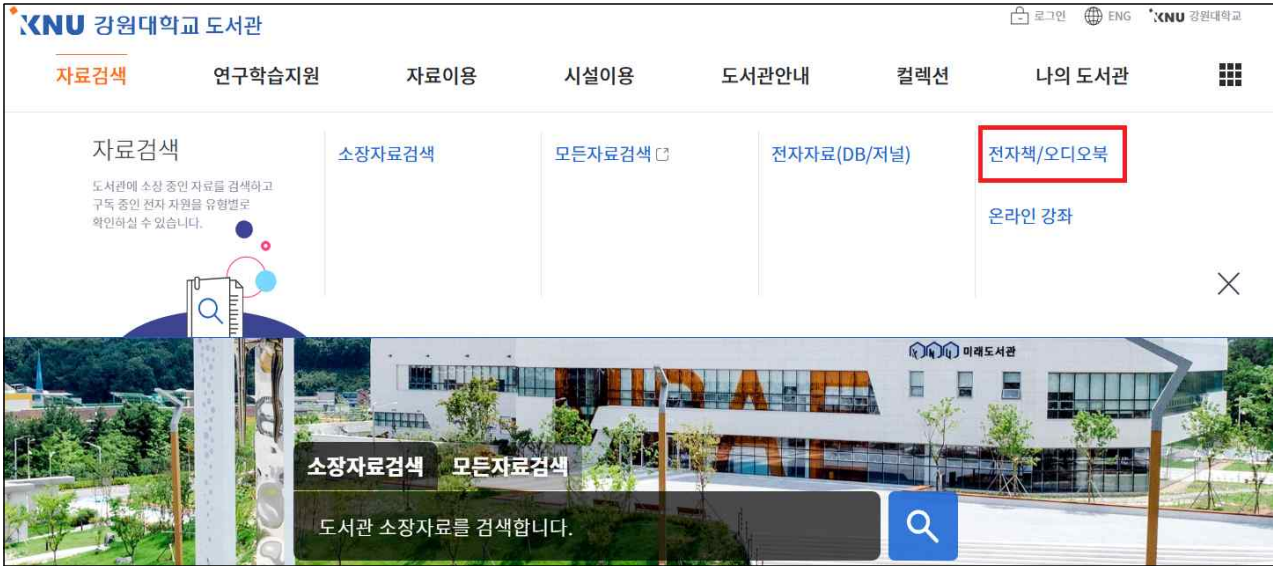 KNU 강원대학교 도서관
로그인 ENG KNU 강원대학교
자료검색 연구학습지원 자료이용 시설이용 도서관안내 컬렉션 나의 도서관
자료검색
도서관에 소장 중인 자료를 검색하고
구독 중인 전자 자원을 유형별로
확인하실 수 있습니다.
소장자료검색 모든자료검색 전자자료(DB/저널) 전자책/오디오북
온라인 강좌
KNU 미래도서관
MIRAE
소장자료검색 모든자료검색
도서관 소장자료를 검색합니다.